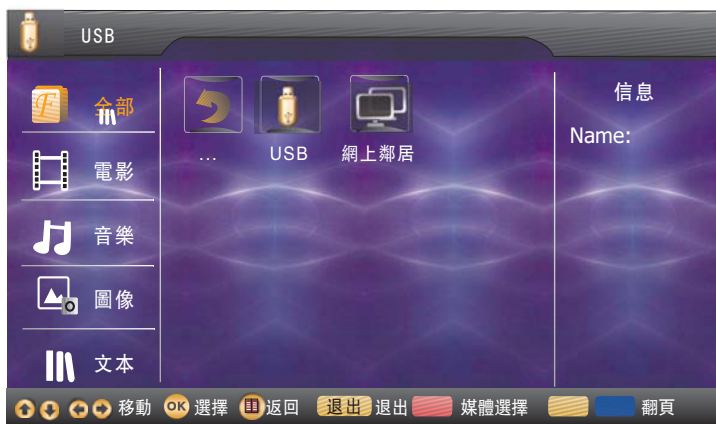 USB
全部
電影
音樂
圖像
文本
... USB 網上鄰居
信息
Name:
移動 OK 選擇 返回 退出 退出 媒體選擇 翻頁